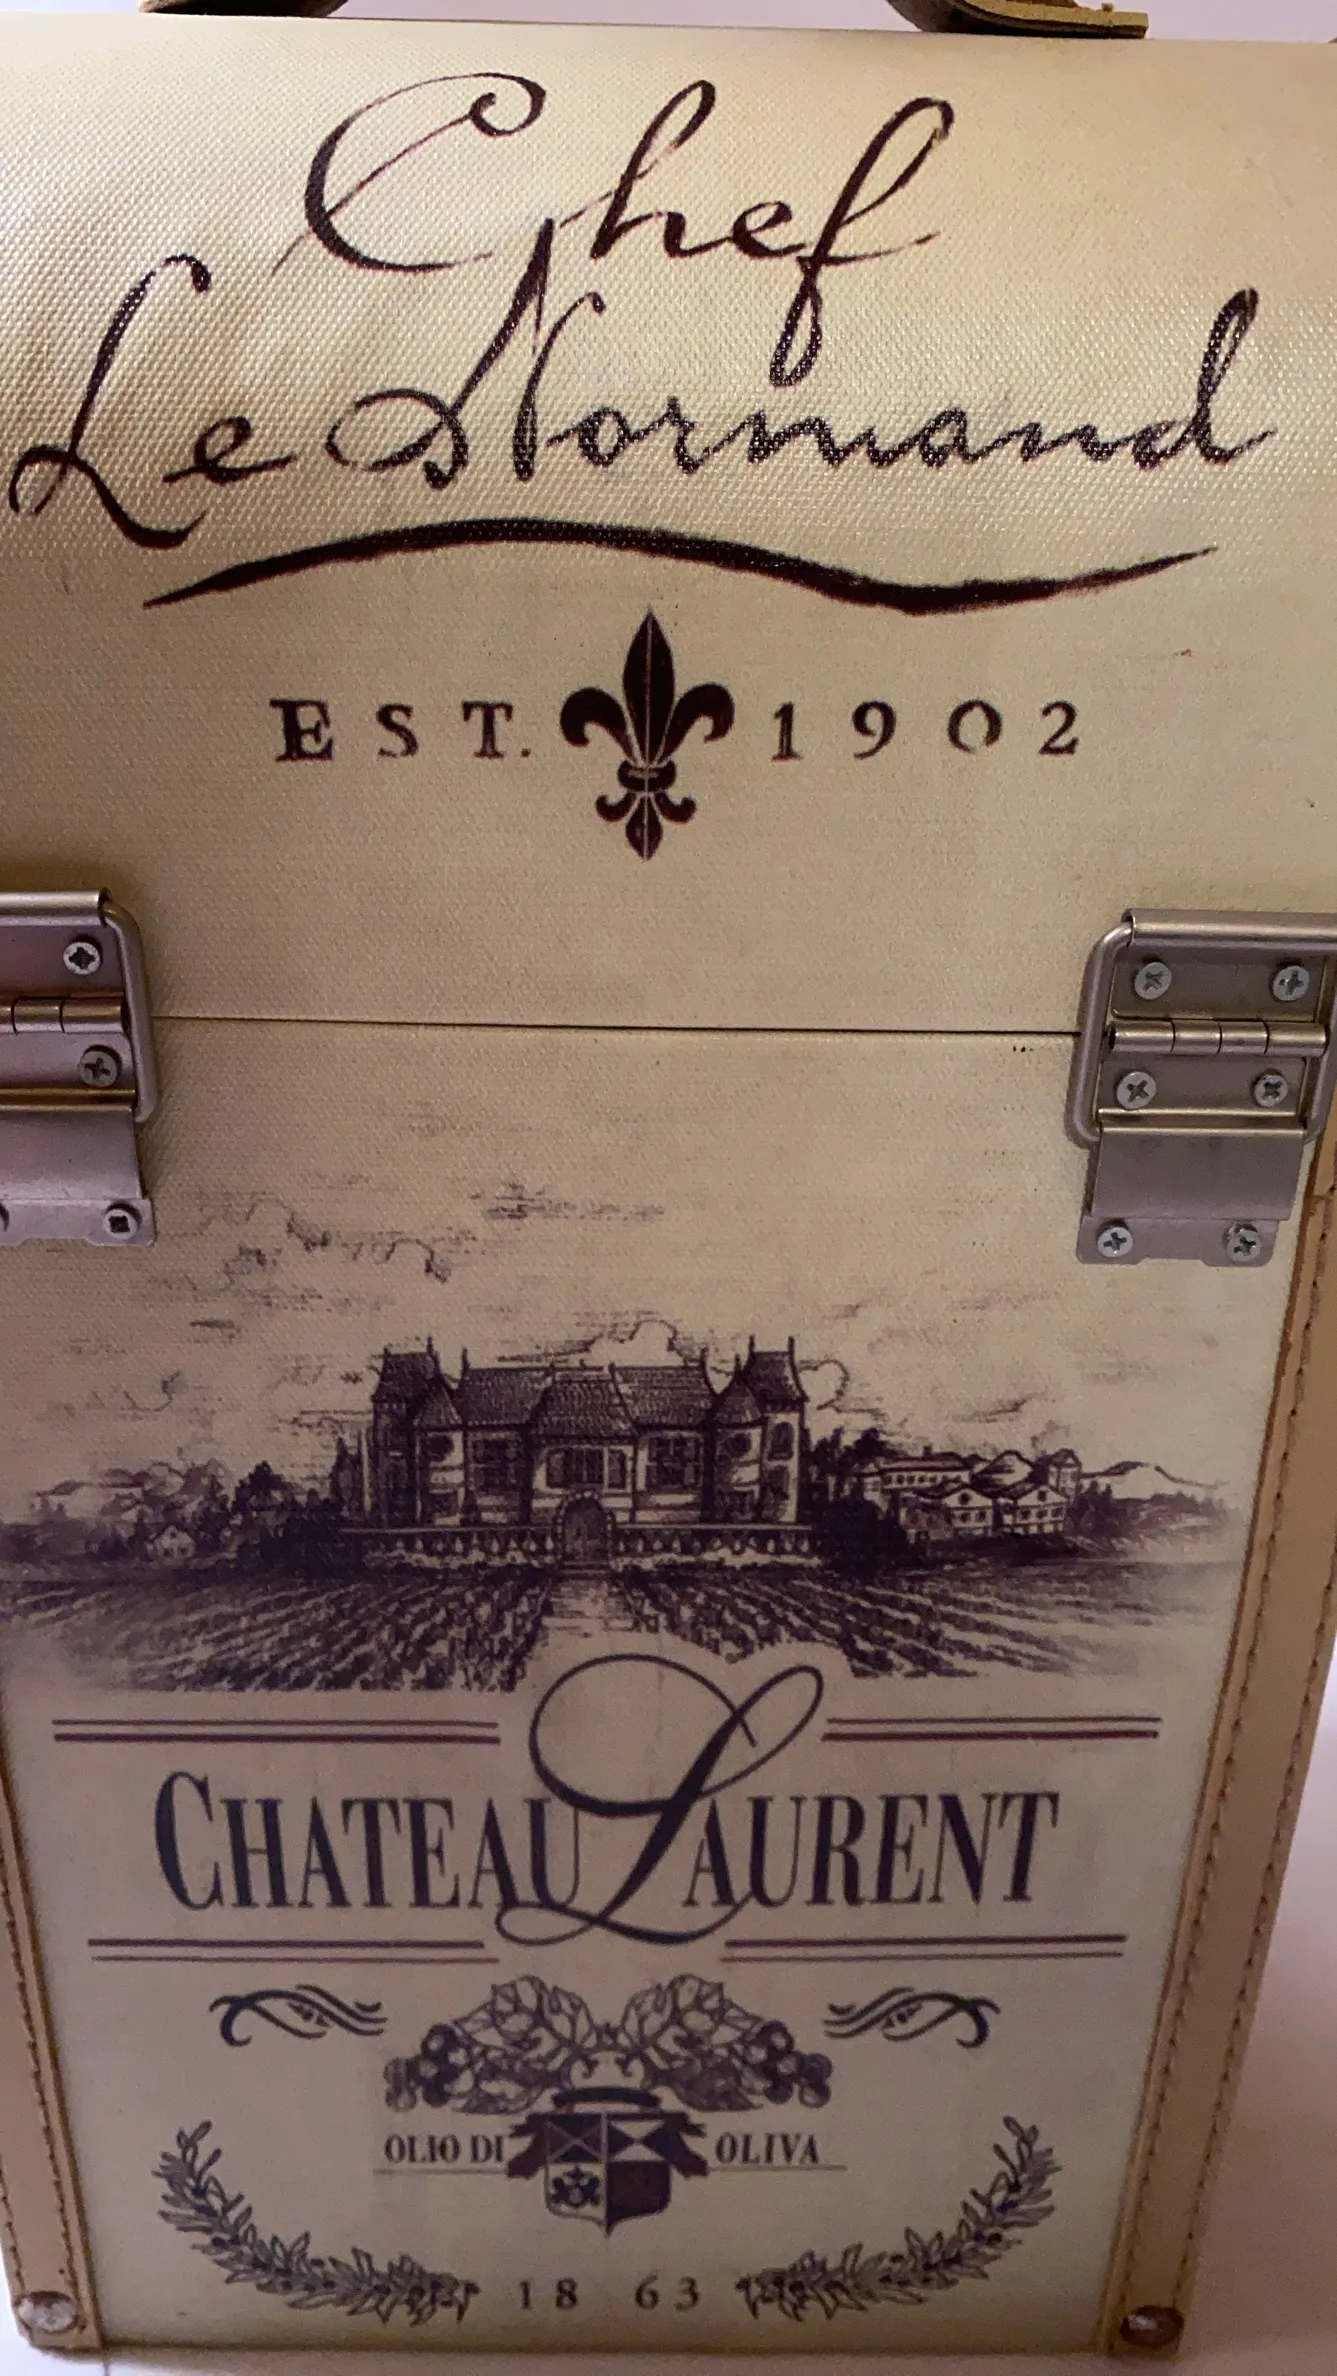 Chef
Le Normand
EST. 1902
CHATEAU LAURENT
OLIO DI OLIVA
18 63